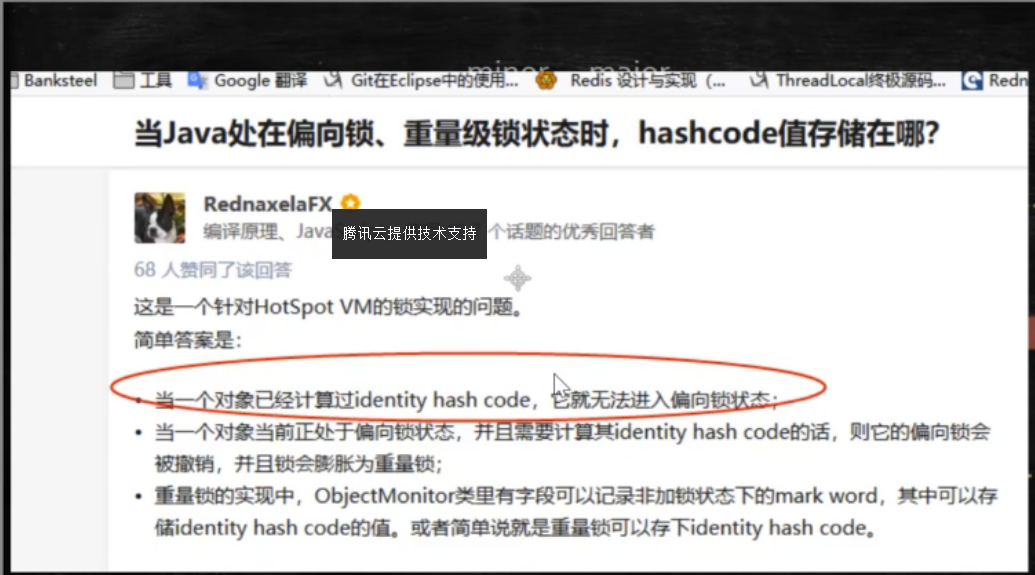 minor major
Banksteel 工具 Google 翻译 Git在Eclipse中的使用... Redis 设计与实现（... ThreadLocal终极源码... Redn
当Java处在偏向锁、重量级锁状态时，hashcode值存储在哪？
RednaxelaFX
编译原理、Java 个话题的优秀回答者
腾讯云提供技术支持
68 人赞同了该回答
这是一个针对HotSpot VM的锁实现的问题。
简单答案是：
• 当一个对象已经计算过identity hash code，它就无法进入偏向锁状态；
• 当一个对象当前正处于偏向锁状态，并且需要计算其identity hash code的话，则它的偏向锁会
被撤销，并且锁会膨胀为重量锁；
• 重量锁的实现中，ObjectMonitor类里有字段可以记录非加锁状态下的mark word，其中可以存
储identity hash code的值。或者简单说就是重量锁可以存下identity hash code。